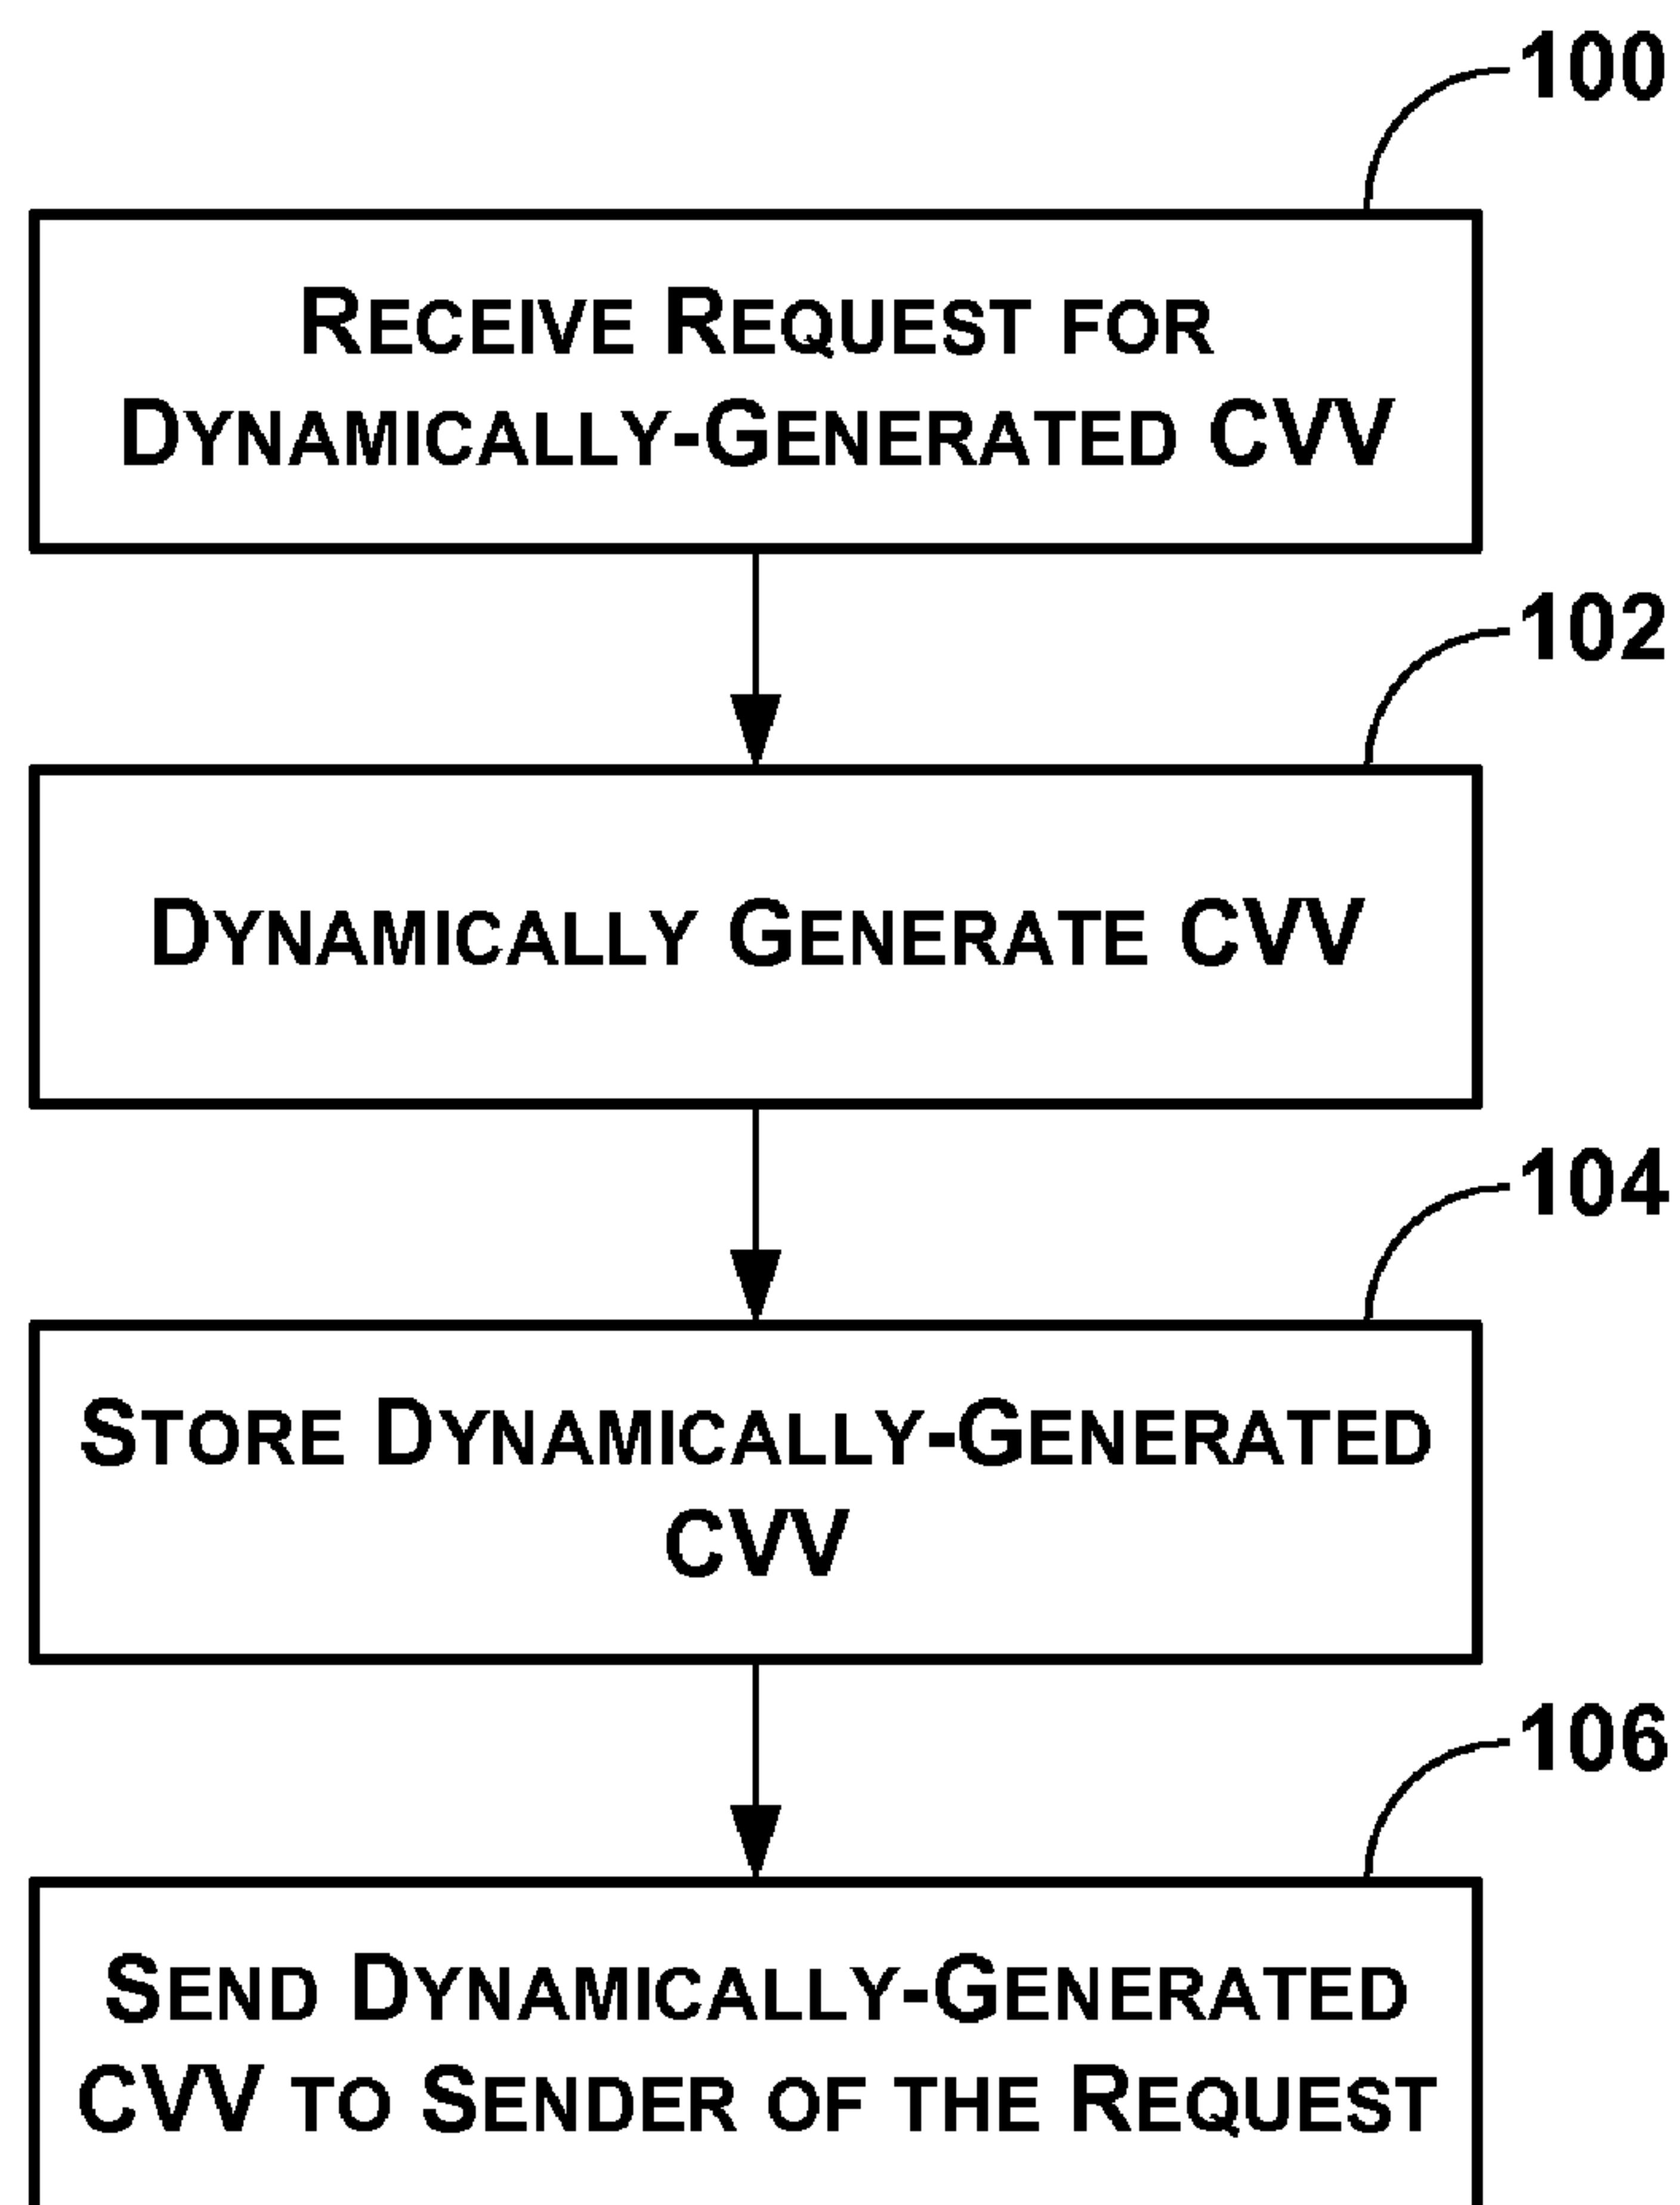 100
RECEIVE REQUEST FOR
DYNAMICALLY-GENERATED CVV
102
DYNAMICALLY GENERATE CVV
104
STORE DYNAMICALLY-GENERATED
CVV
106
SEND DYNAMICALLY-GENERATED
CVV TO SENDER OF THE REQUEST